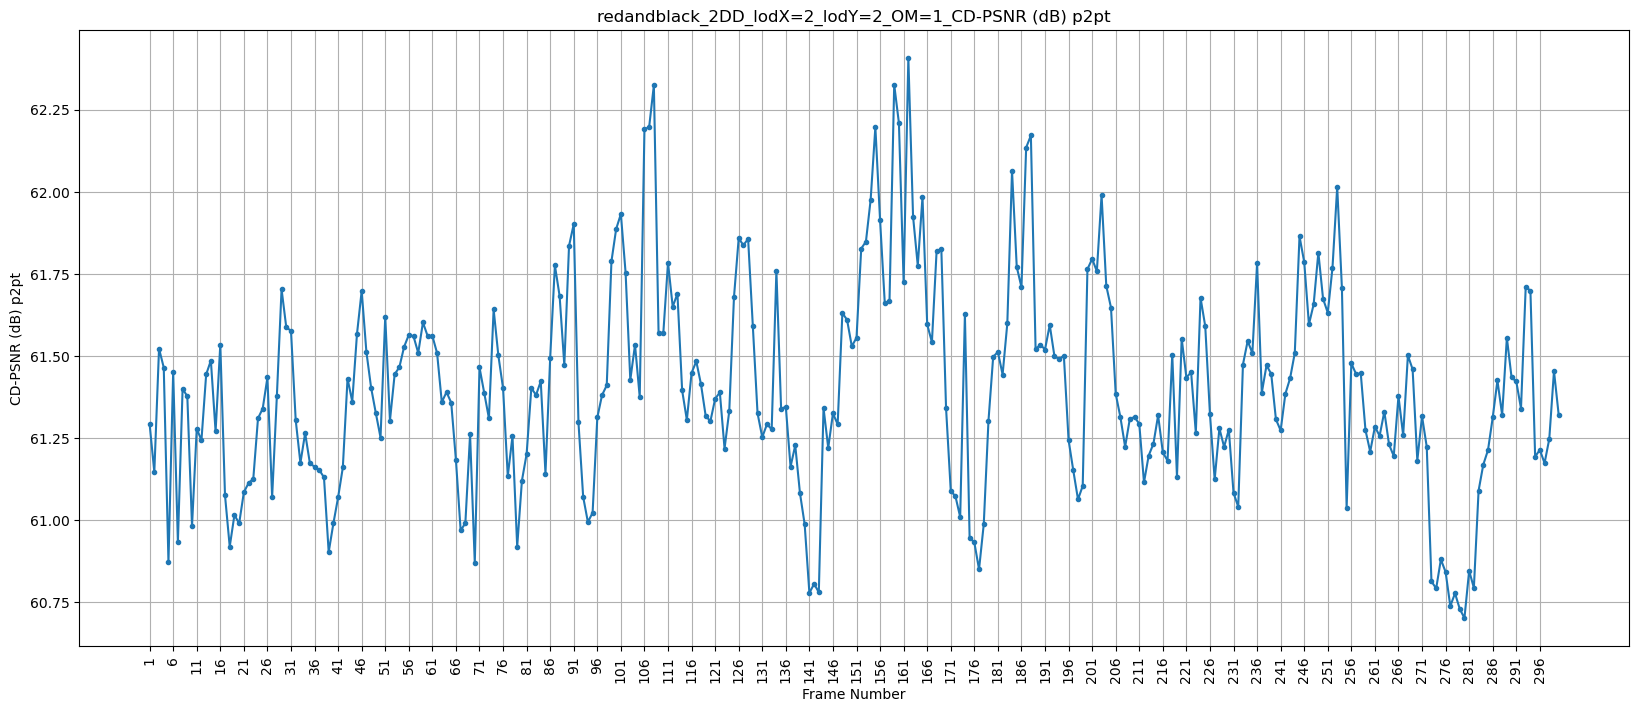 redandblack_2DD_lodX=2_lodY=2_OM=1_CD-PSNR (dB) p2pt
CD-PSNR (dB) p2pt
62.25
62.00
61.75
61.50
61.25
61.00
60.75
1 6 11 16 21 26 31 36 41 46 51 56 61 66 71 76 81 86 91 96 101 106 111 116 121 126 131 136 141 146 151 156 161 166 171 176 181 186 191 196 201 206 211 216 221 226 231 236 241 246 251 256 261 266 271 276 281 286 291 296
Frame Number